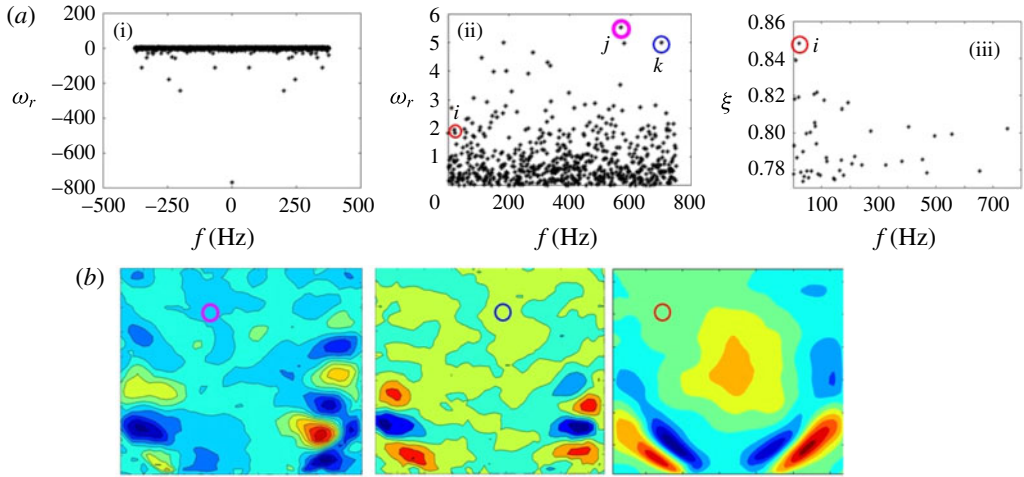 (a)
(i)
200
0
−200
−400
−600
−800
ω_r
−500 −250 0 250 500
f (Hz)
(ii)
6
5
4
3
2
1
ω_r
i
j
k
0 200 400 600 800
f (Hz)
(iii)
0.86
0.84
0.82
0.80
0.78
ξ
i
100 300 500 700
f (Hz)
(b)